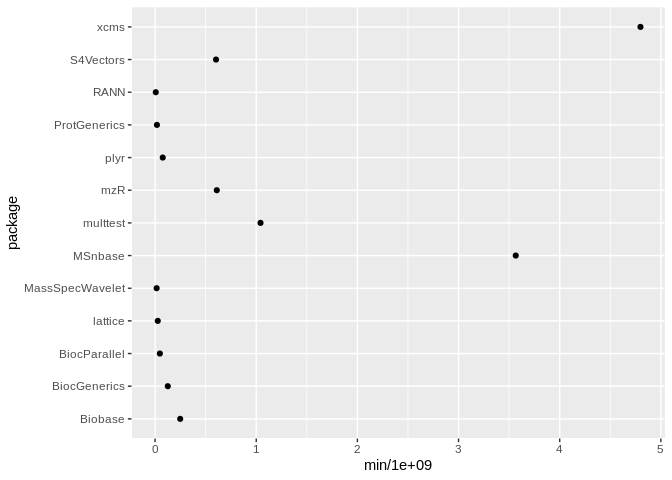 xcms
S4Vectors
RANN
ProtGenerics
plyr
mzR
multtest
MSnbase
MassSpecWavelet
lattice
BiocParallel
BiocGenerics
Biobase
package
0 1 2 3 4 5
min/1e+09